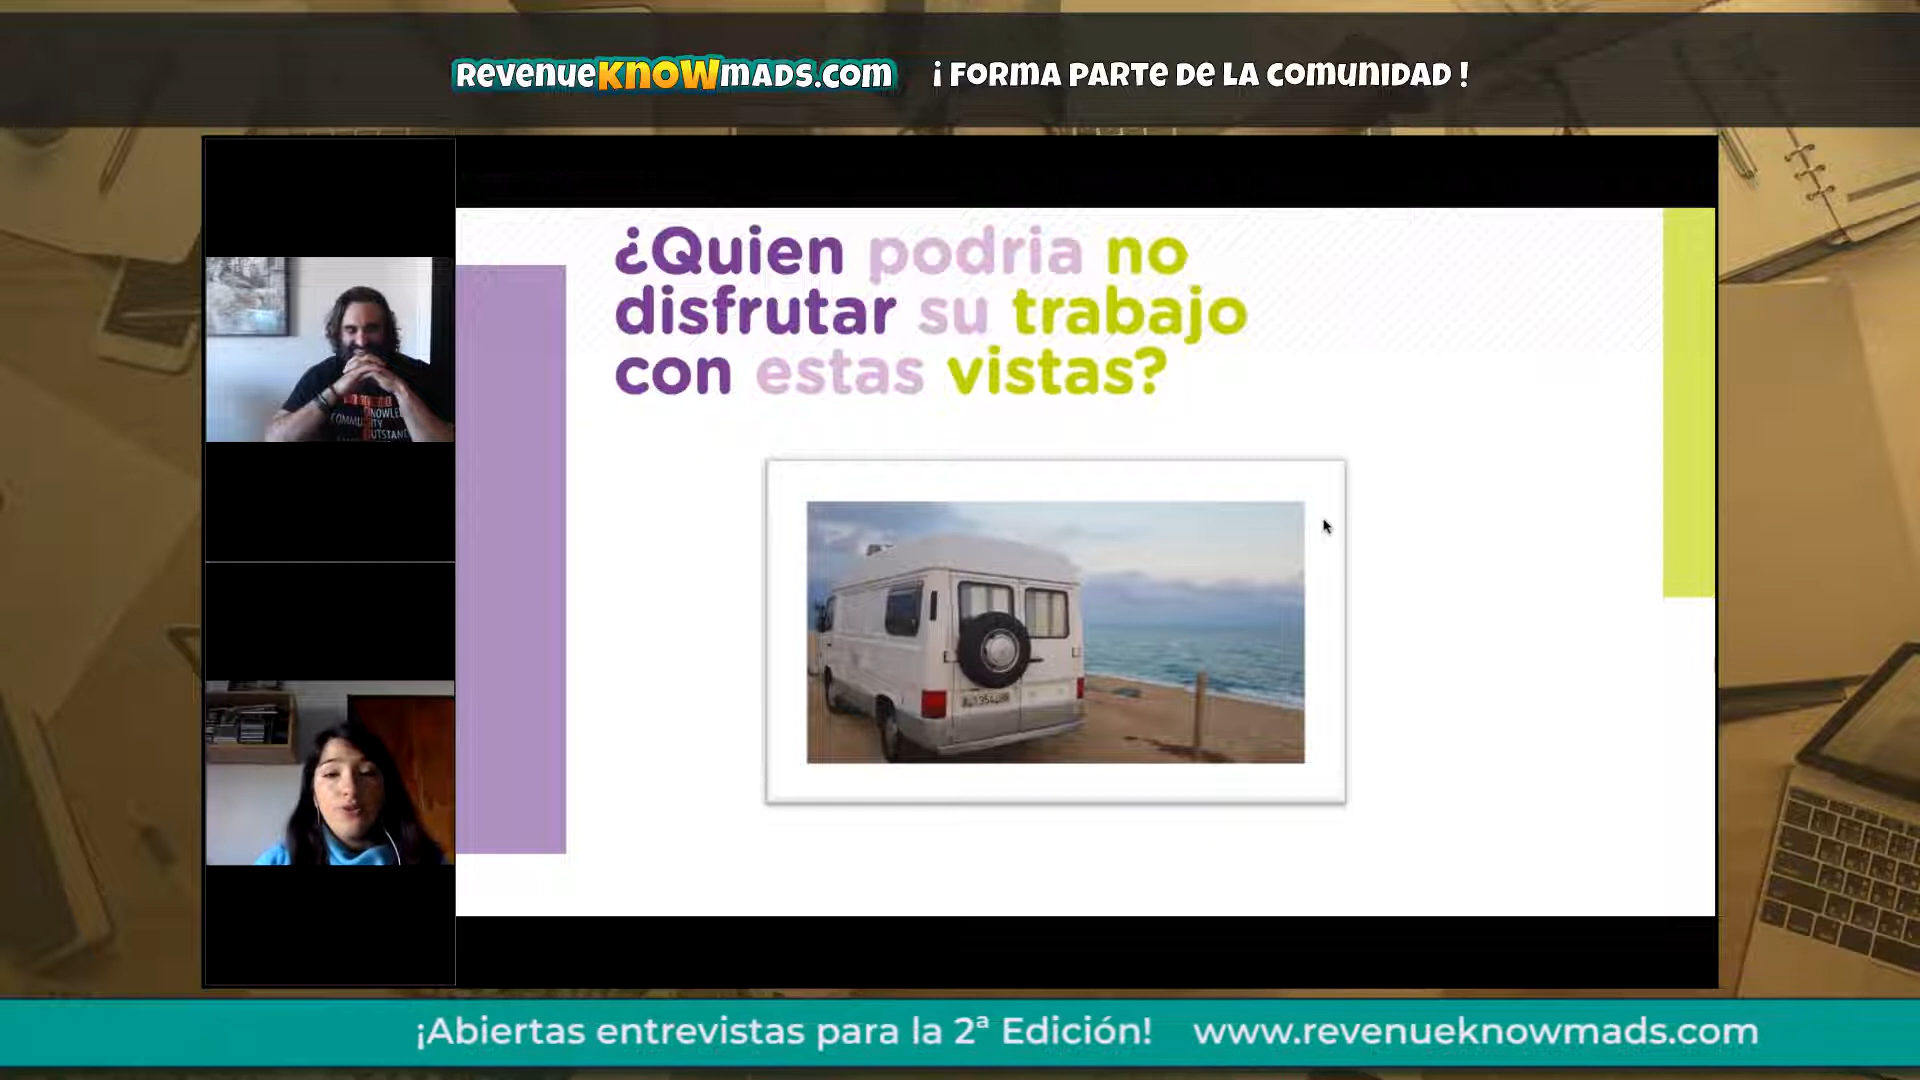 RevenueKNOWmads.com ¡ FORMA PARTE DE LA COMUNIDAD !
¿Quien podria no
disfrutar su trabajo
con estas vistas?
¡Abiertas entrevistas para la 2ª Edición! www.revenueknowmads.com